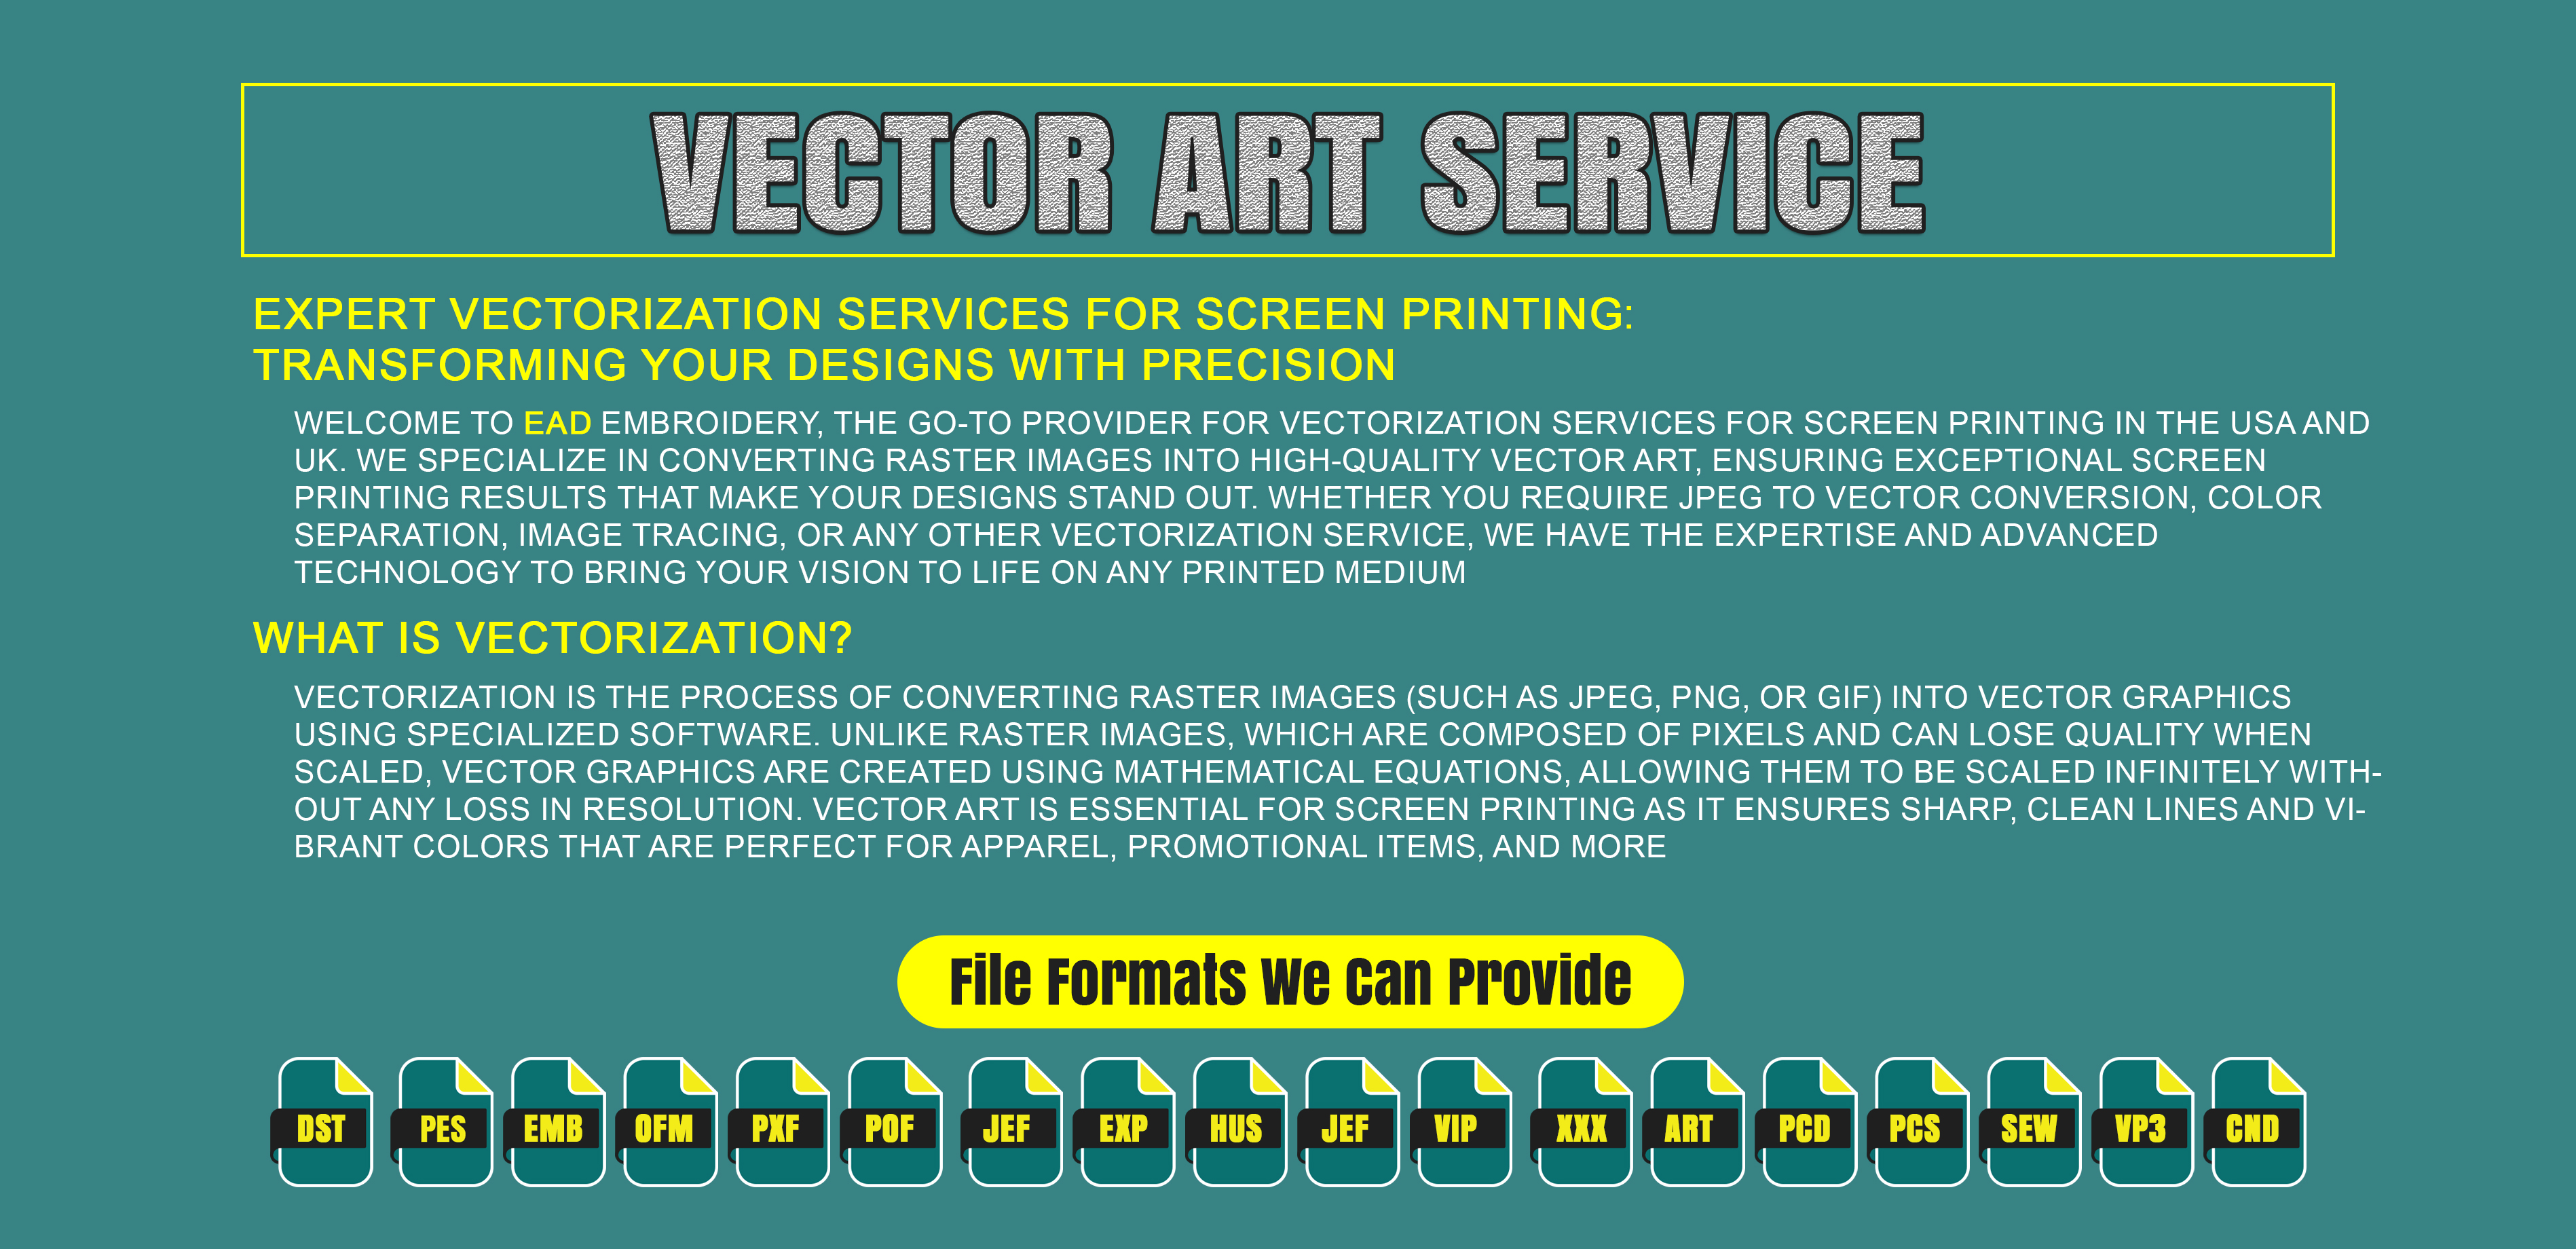 VECTOR ART SERVICE
EXPERT VECTORIZATION SERVICES FOR SCREEN PRINTING:
TRANSFORMING YOUR DESIGNS WITH PRECISION
WELCOME TO EAD EMBROIDERY, THE GO-TO PROVIDER FOR VECTORIZATION SERVICES FOR SCREEN PRINTING IN THE USA AND
UK. WE SPECIALIZE IN CONVERTING RASTER IMAGES INTO HIGH-QUALITY VECTOR ART, ENSURING EXCEPTIONAL SCREEN
PRINTING RESULTS THAT MAKE YOUR DESIGNS STAND OUT. WHETHER YOU REQUIRE JPEG TO VECTOR CONVERSION, COLOR
SEPARATION, IMAGE TRACING, OR ANY OTHER VECTORIZATION SERVICE, WE HAVE THE EXPERTISE AND ADVANCED
TECHNOLOGY TO BRING YOUR VISION TO LIFE ON ANY PRINTED MEDIUM
WHAT IS VECTORIZATION?
VECTORIZATION IS THE PROCESS OF CONVERTING RASTER IMAGES (SUCH AS JPEG, PNG, OR GIF) INTO VECTOR GRAPHICS
USING SPECIALIZED SOFTWARE. UNLIKE RASTER IMAGES, WHICH ARE COMPOSED OF PIXELS AND CAN LOSE QUALITY WHEN
SCALED, VECTOR GRAPHICS ARE CREATED USING MATHEMATICAL EQUATIONS, ALLOWING THEM TO BE SCALED INFINITELY WITH-
OUT ANY LOSS IN RESOLUTION. VECTOR ART IS ESSENTIAL FOR SCREEN PRINTING AS IT ENSURES SHARP, CLEAN LINES AND VI-
BRANT COLORS THAT ARE PERFECT FOR APPAREL, PROMOTIONAL ITEMS, AND MORE
File Formats We Can Provide
DST PES EMB OFM PXF POF JEF EXP HUS JEF VIP XXX ART PCD PCS SEW VP3 CND